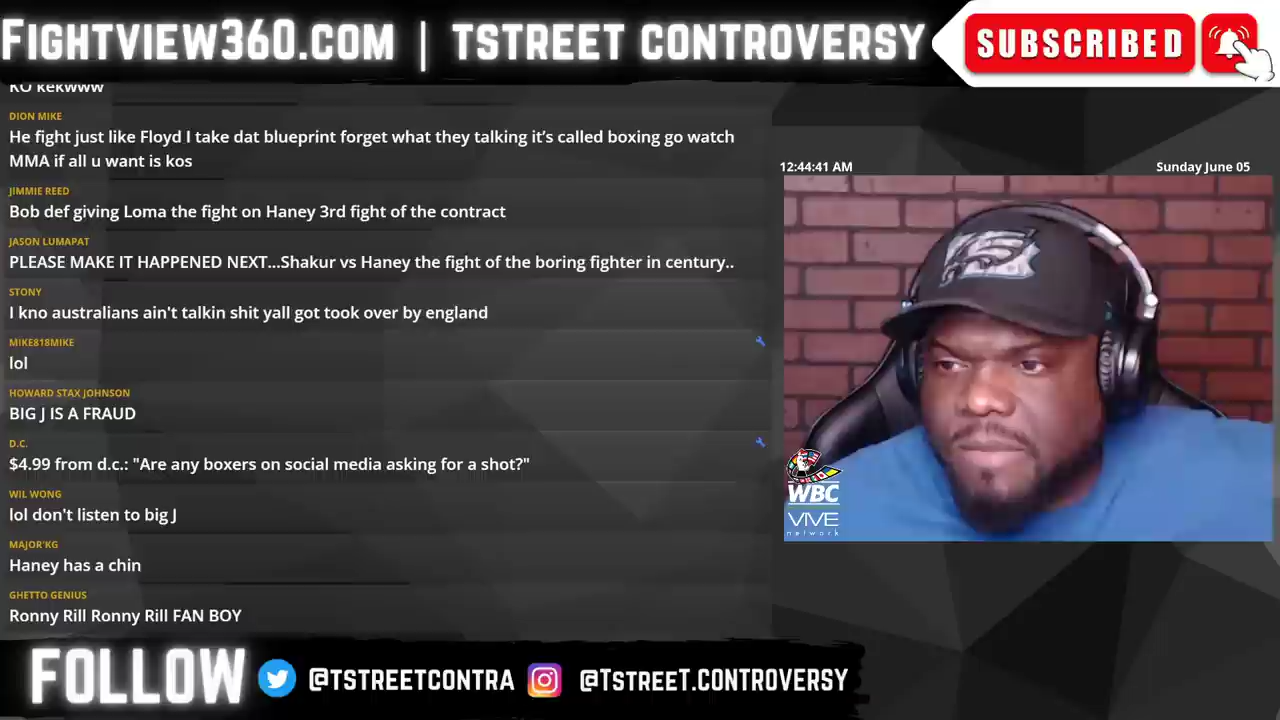 FIGHTVIEW360.COM | TSTREET CONTROVERSY
SUBSCRIBED
KO kekwww
DION MIKE
He fight just like Floyd I take dat blueprint forget what they talking it’s called boxing go watch
MMA if all u want is kos
JIMMIE REED
Bob def giving Loma the fight on Haney 3rd fight of the contract
JASON LUMAPAT
PLEASE MAKE IT HAPPENED NEXT...Shakur vs Haney the fight of the boring fighter in century..
STONY
I kno australians ain't talkin shit yall got took over by england
MIKE818MIKE
lol
HOWARD STAX JOHNSON
BIG J IS A FRAUD
D.C.
$4.99 from d.c.: "Are any boxers on social media asking for a shot?"
WIL WONG
lol don't listen to big J
MAJOR'KG
Haney has a chin
GHETTO GENIUS
Ronny Rill Ronny Rill FAN BOY
12:44:41 AM
Sunday June 05
WBC
VIVE
network
FOLLOW
@TSTREETCONTRA
@TSTREET.CONTROVERSY